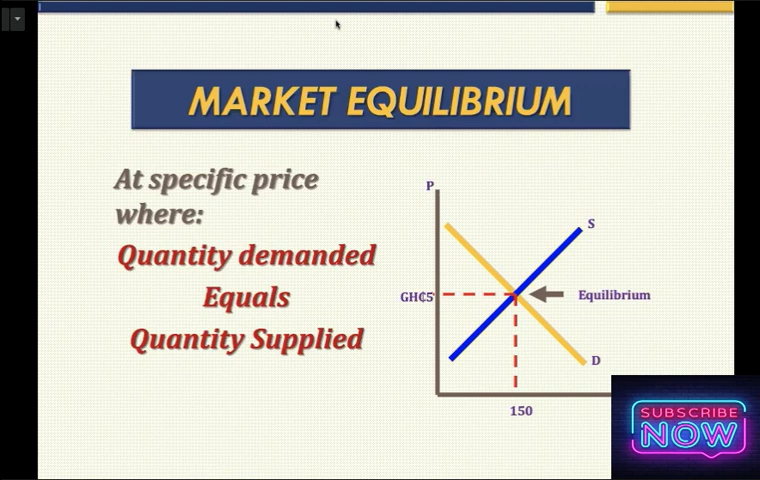 MARKET EQUILIBRIUM
At specific price
where:
Quantity demanded
Equals
Quantity Supplied
P
S
GH₵5
Equilibrium
D
150
SUBSCRIBE
NOW